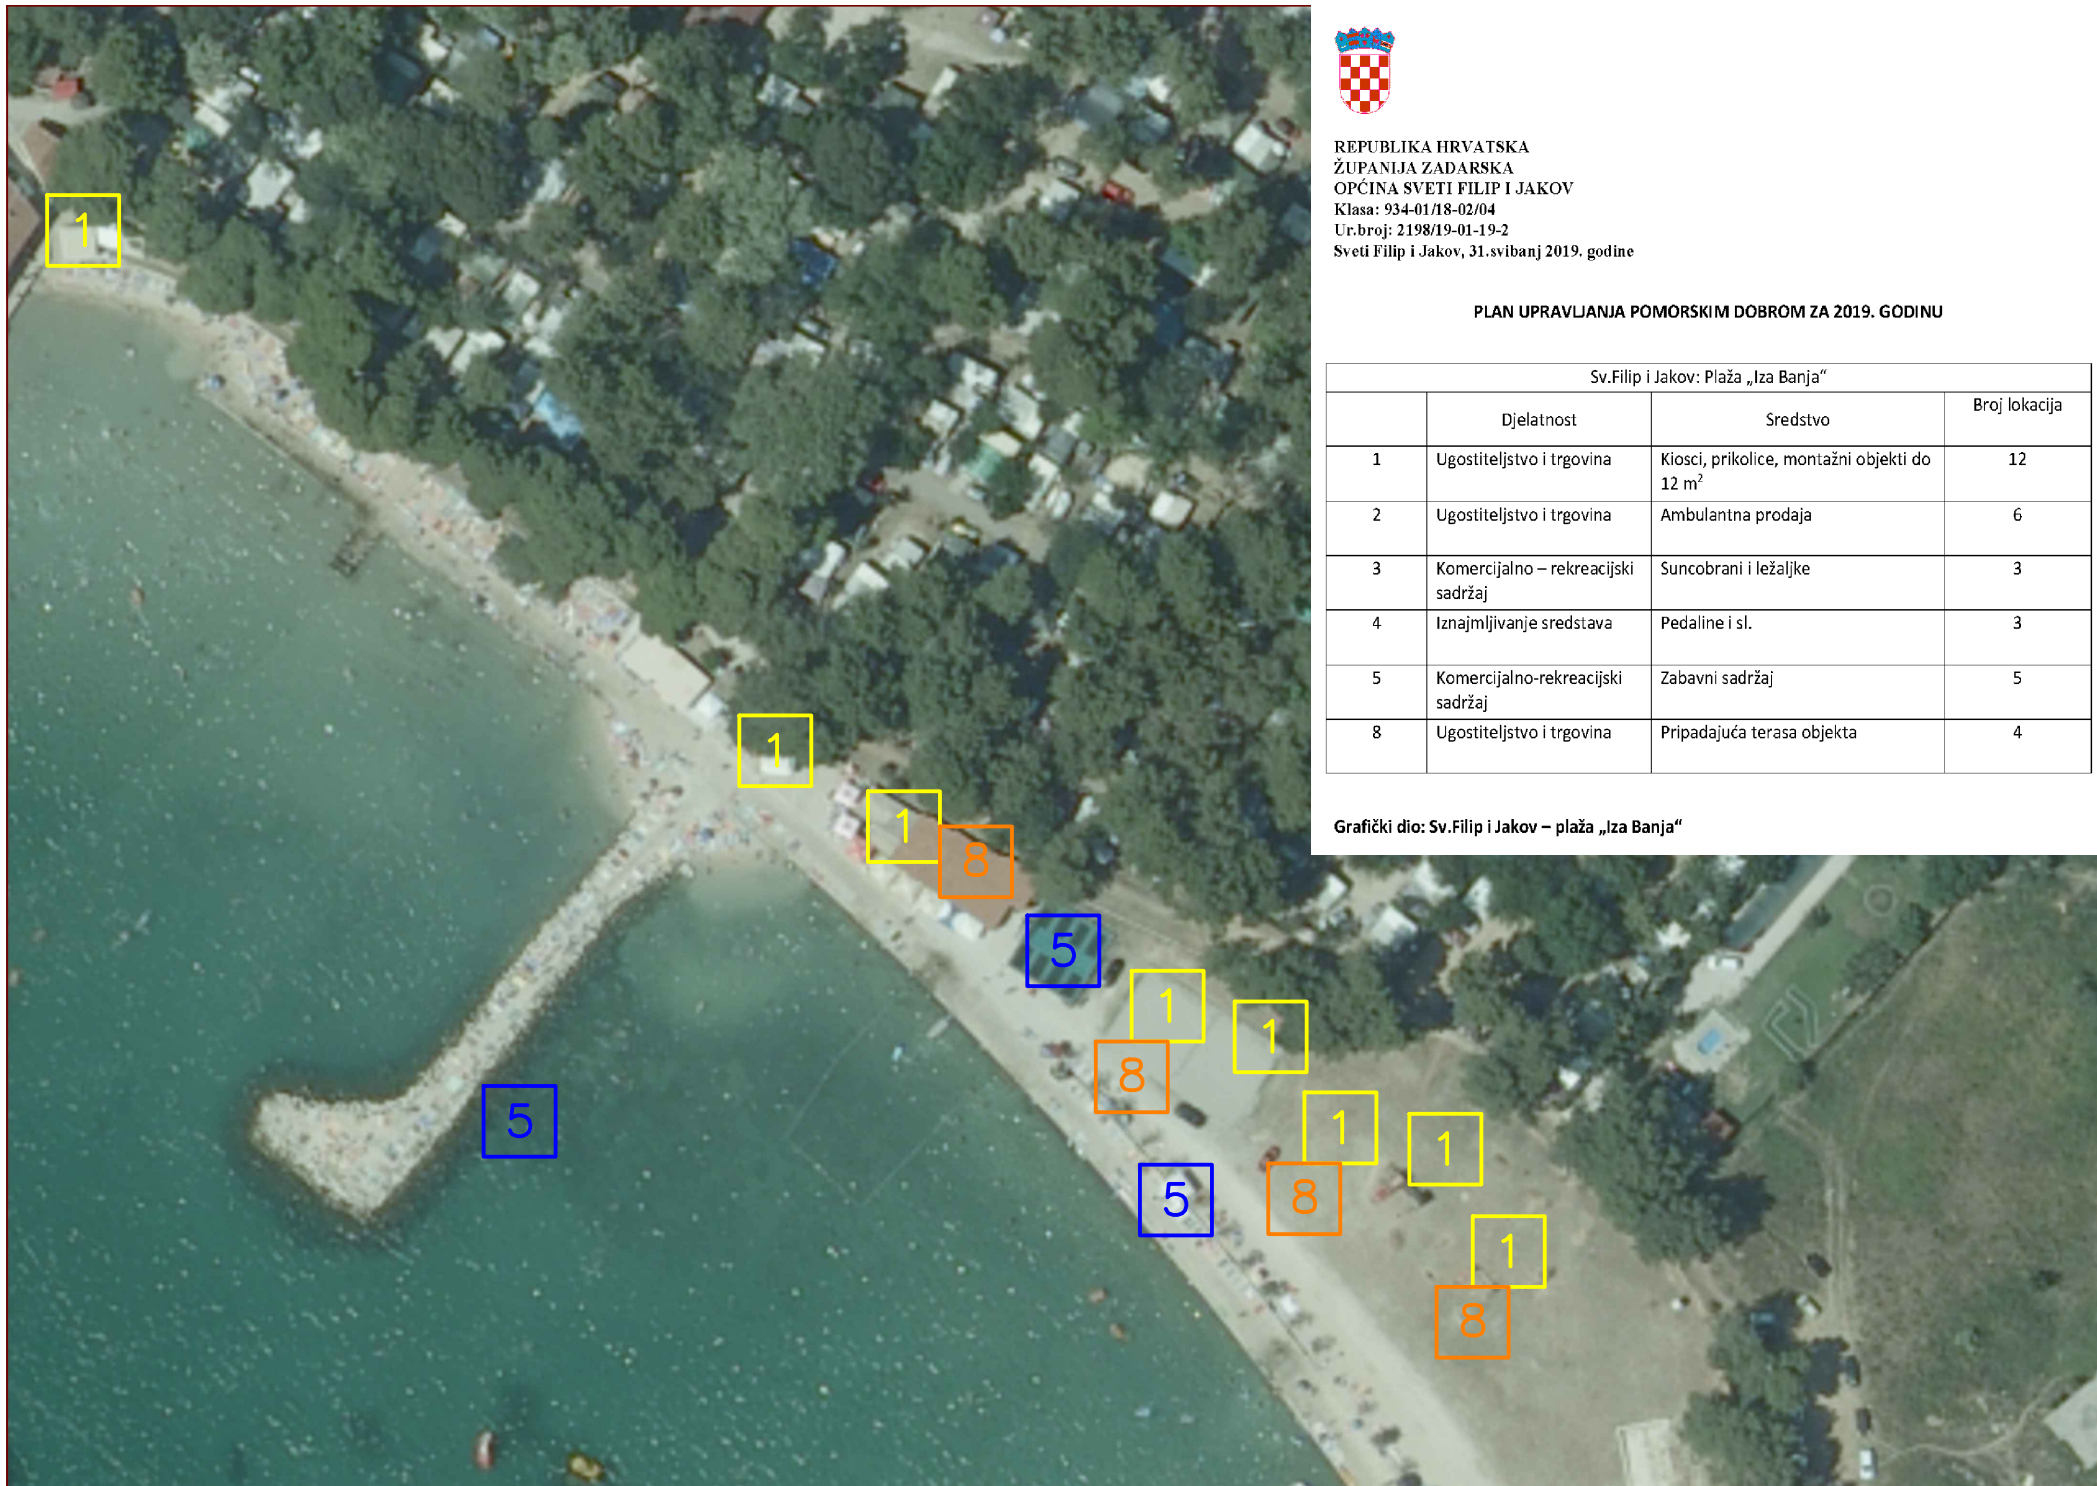 REPUBLIKA HRVATSKA
ŽUPANIJA ZADARSKA
OPĆINA SVETI FILIP I JAKOV
Klasa: 934-01/18-02/04
Ur.broj: 2198/19-01-19-2
Sveti Filip i Jakov, 31.svibanj 2019. godine
PLAN UPRAVLJANJA POMORSKIM DOBROM ZA 2019. GODINU
Sv.Filip i Jakov: Plaža „Iza Banja“
Djelatnost Sredstvo Broj lokacija
1 Ugostiteljstvo i trgovina Kiosci, prikolice, montažni objekti do 12
12 m²
2 Ugostiteljstvo i trgovina Ambulantna prodaja 6
3 Komercijalno – rekreacijski Suncobrani i ležaljke 3
sadržaj
4 Iznajmljivanje sredstava Pedaline i sl. 3
5 Komercijalno-rekreacijski Zabavni sadržaj 5
sadržaj
8 Ugostiteljstvo i trgovina Pripadajuća terasa objekta 4
Grafički dio: Sv.Filip i Jakov – plaža „Iza Banja“
1
1
1
8
5
1
1
8
5
1
1
5
8
1
8